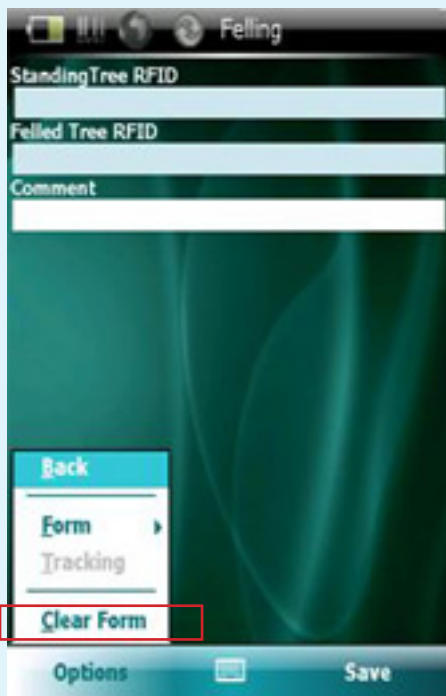 Felling
StandingTree RFID
Felled Tree RFID
Comment
Back
Form
Tracking
Clear Form
Options
Save